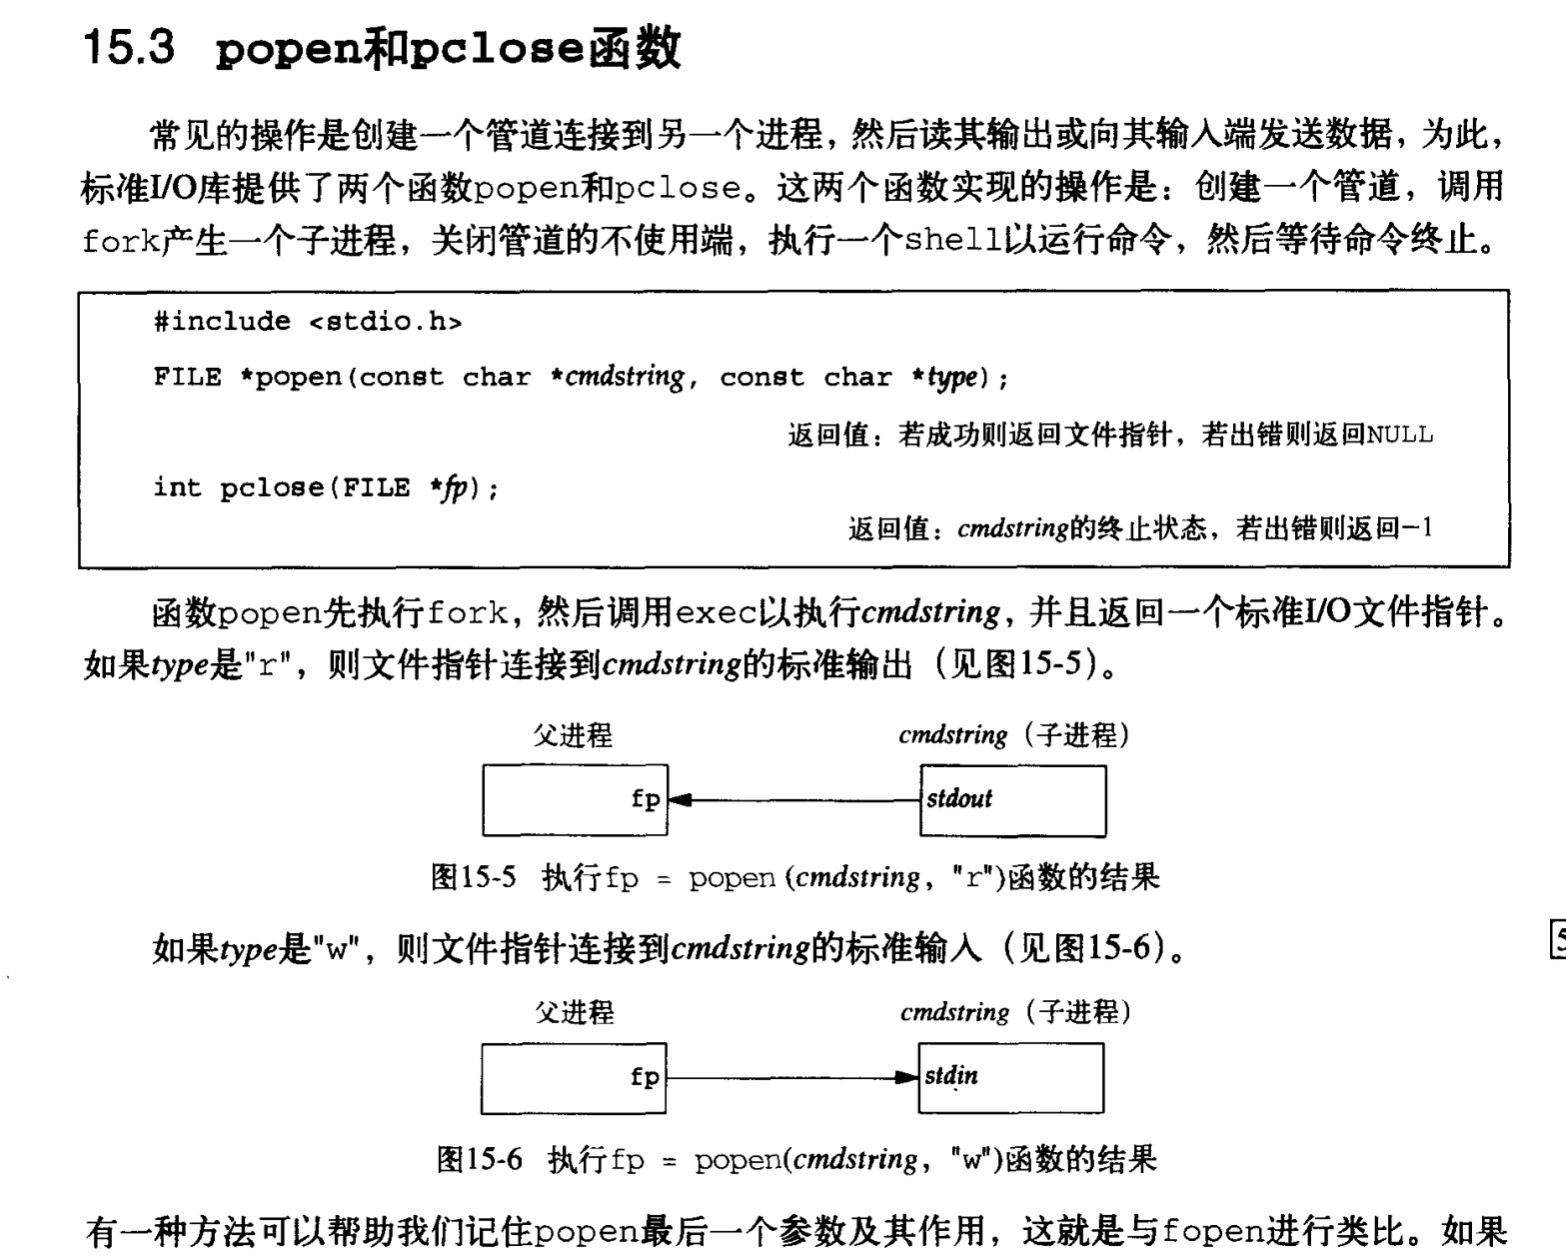 15.3 popen和pclose函数
常见的操作是创建一个管道连接到另一个进程，然后读其输出或向其输入端发送数据，为此，
标准I/O库提供了两个函数popen和pclose。这两个函数实现的操作是：创建一个管道，调用
fork产生一个子进程，关闭管道的不使用端，执行一个shell以运行命令，然后等待命令终止。
#include <stdio.h>
FILE *popen(const char *cmdstring, const char *type);
返回值：若成功则返回文件指针，若出错则返回NULL
int pclose(FILE *fp);
返回值：cmdstring的终止状态，若出错则返回−1
函数popen先执行fork，然后调用exec以执行cmdstring，并且返回一个标准I/O文件指针。
如果type是"r"，则文件指针连接到cmdstring的标准输出（见图15-5）。
父进程 cmdstring（子进程）
fp stdout
图15-5 执行fp = popen (cmdstring, "r")函数的结果
如果type是"w"，则文件指针连接到cmdstring的标准输入（见图15-6）。
父进程 cmdstring（子进程）
fp stdin
图15-6 执行fp = popen(cmdstring, "w")函数的结果
有一种方法可以帮助我们记住popen最后一个参数及其作用，这就是与fopen进行类比。如果